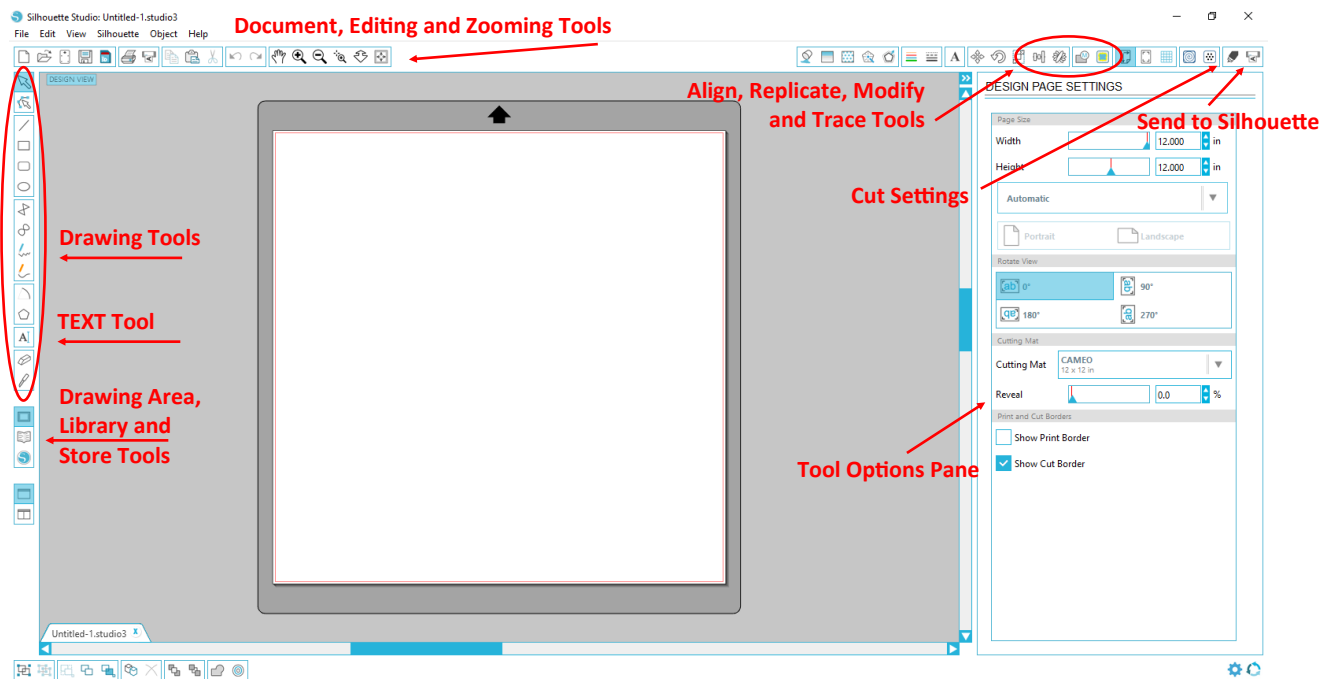 Silhouette Studio: Untitled-1.studio3
File Edit View Silhouette Object Help
Document, Editing and Zooming Tools
DESIGN VIEW
Align, Replicate, Modify
and Trace Tools
DESIGN PAGE SETTINGS
Send to Silhouette
Page Size
Width 12.000 in
Height 12.000 in
Cut Settings
Automatic
Portrait Landscape
Drawing Tools
Rotate View
ab 0° ab 90°
ab 180° ab 270°
TEXT Tool
A
Cutting Mat
Cutting Mat CAMEO
12 x 12 in
Reveal 0.0 %
Drawing Area,
Library and
Store Tools
Print and Cut Borders
Show Print Border
Show Cut Border
Tool Options Pane
Untitled-1.studio3 x